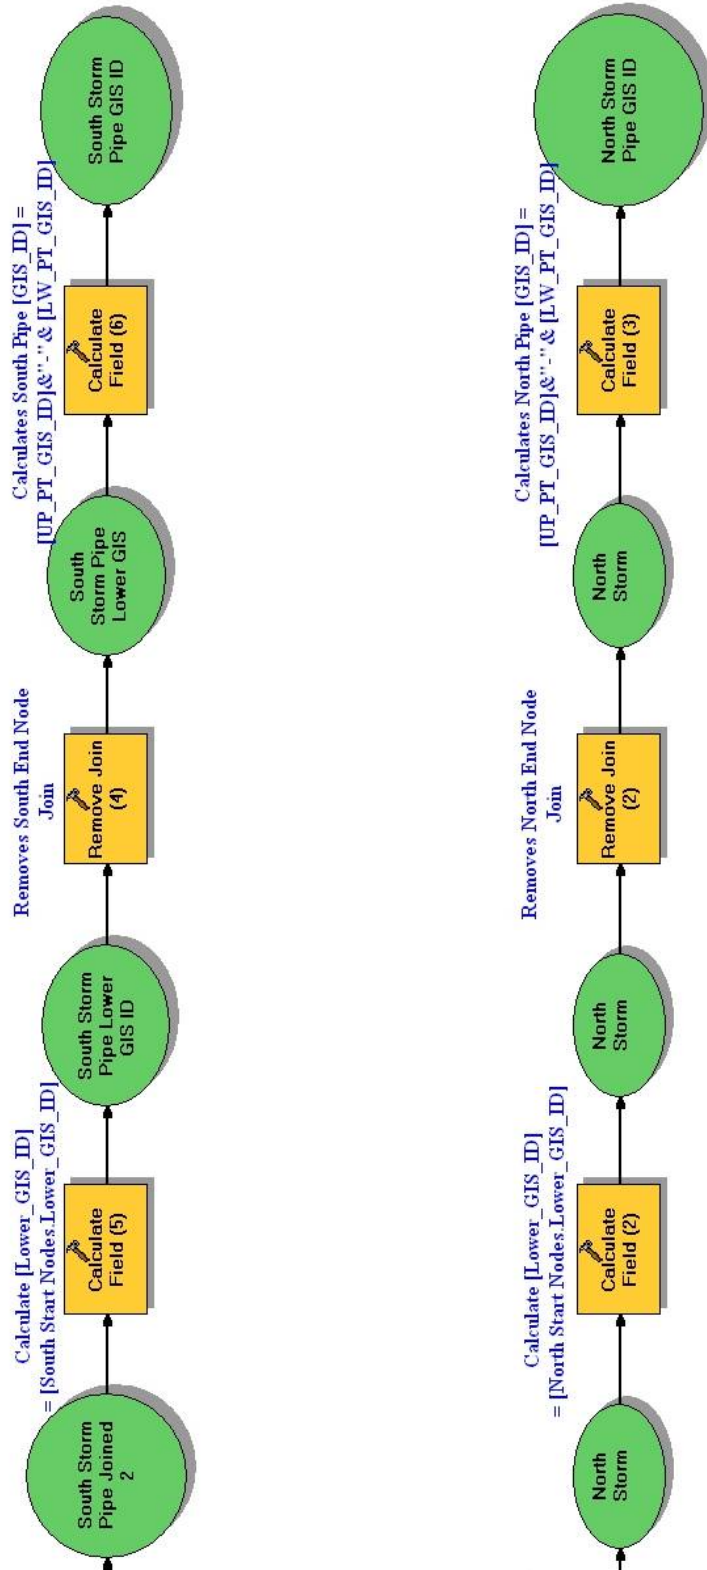 Calculate [Lower_GIS_ID]
= [South Start Nodes.Lower_GIS_ID]
Removes South End Node
Join
Calculates South Pipe [GIS_ID] =
[UP_PT_GIS_ID]&"-"& [LW_PT_GIS_ID]
South Storm
Pipe Joined
2
Calculate
Field (5)
South Storm
Pipe Lower
GIS ID
Remove Join
(4)
South
Storm Pipe
Lower GIS
Calculate
Field (6)
South Storm
Pipe GIS ID
Calculate [Lower_GIS_ID]
= [North Start Nodes.Lower_GIS_ID]
Removes North End Node
Join
Calculates North Pipe [GIS_ID] =
[UP_PT_GIS_ID]&"-"& [LW_PT_GIS_ID]
North
Storm
Calculate
Field (2)
North
Storm
Remove Join
(2)
North
Storm
Calculate
Field (3)
North Storm
Pipe GIS ID